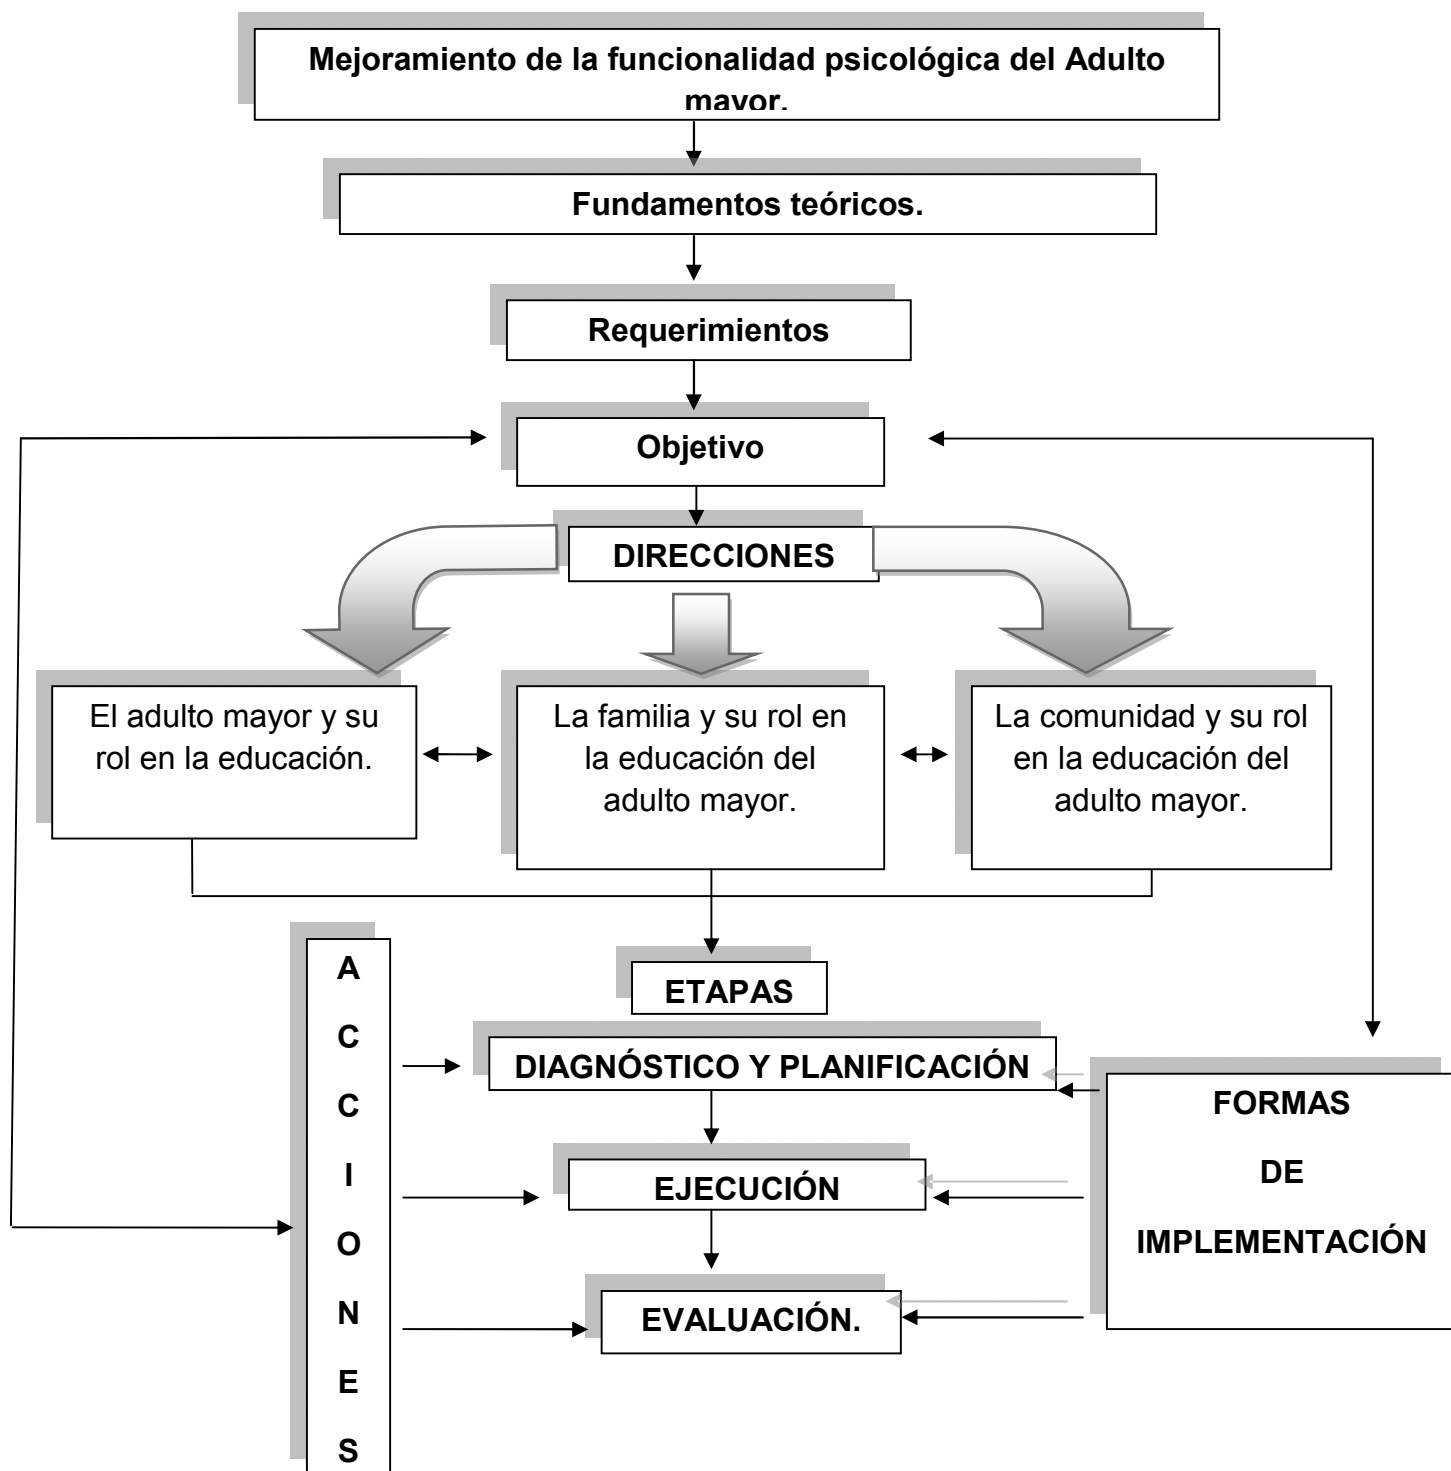 Mejoramiento de la funcionalidad psicológica del Adulto
mayor.
Fundamentos teóricos.
Requerimientos
Objetivo
DIRECCIONES
El adulto mayor y su
rol en la educación.
La familia y su rol en
la educación del
adulto mayor.
La comunidad y su rol
en la educación del
adulto mayor.
A
C
C
I
O
N
E
S
ETAPAS
DIAGNÓSTICO Y PLANIFICACIÓN
EJECUCIÓN
EVALUACIÓN.
FORMAS
DE
IMPLEMENTACIÓN